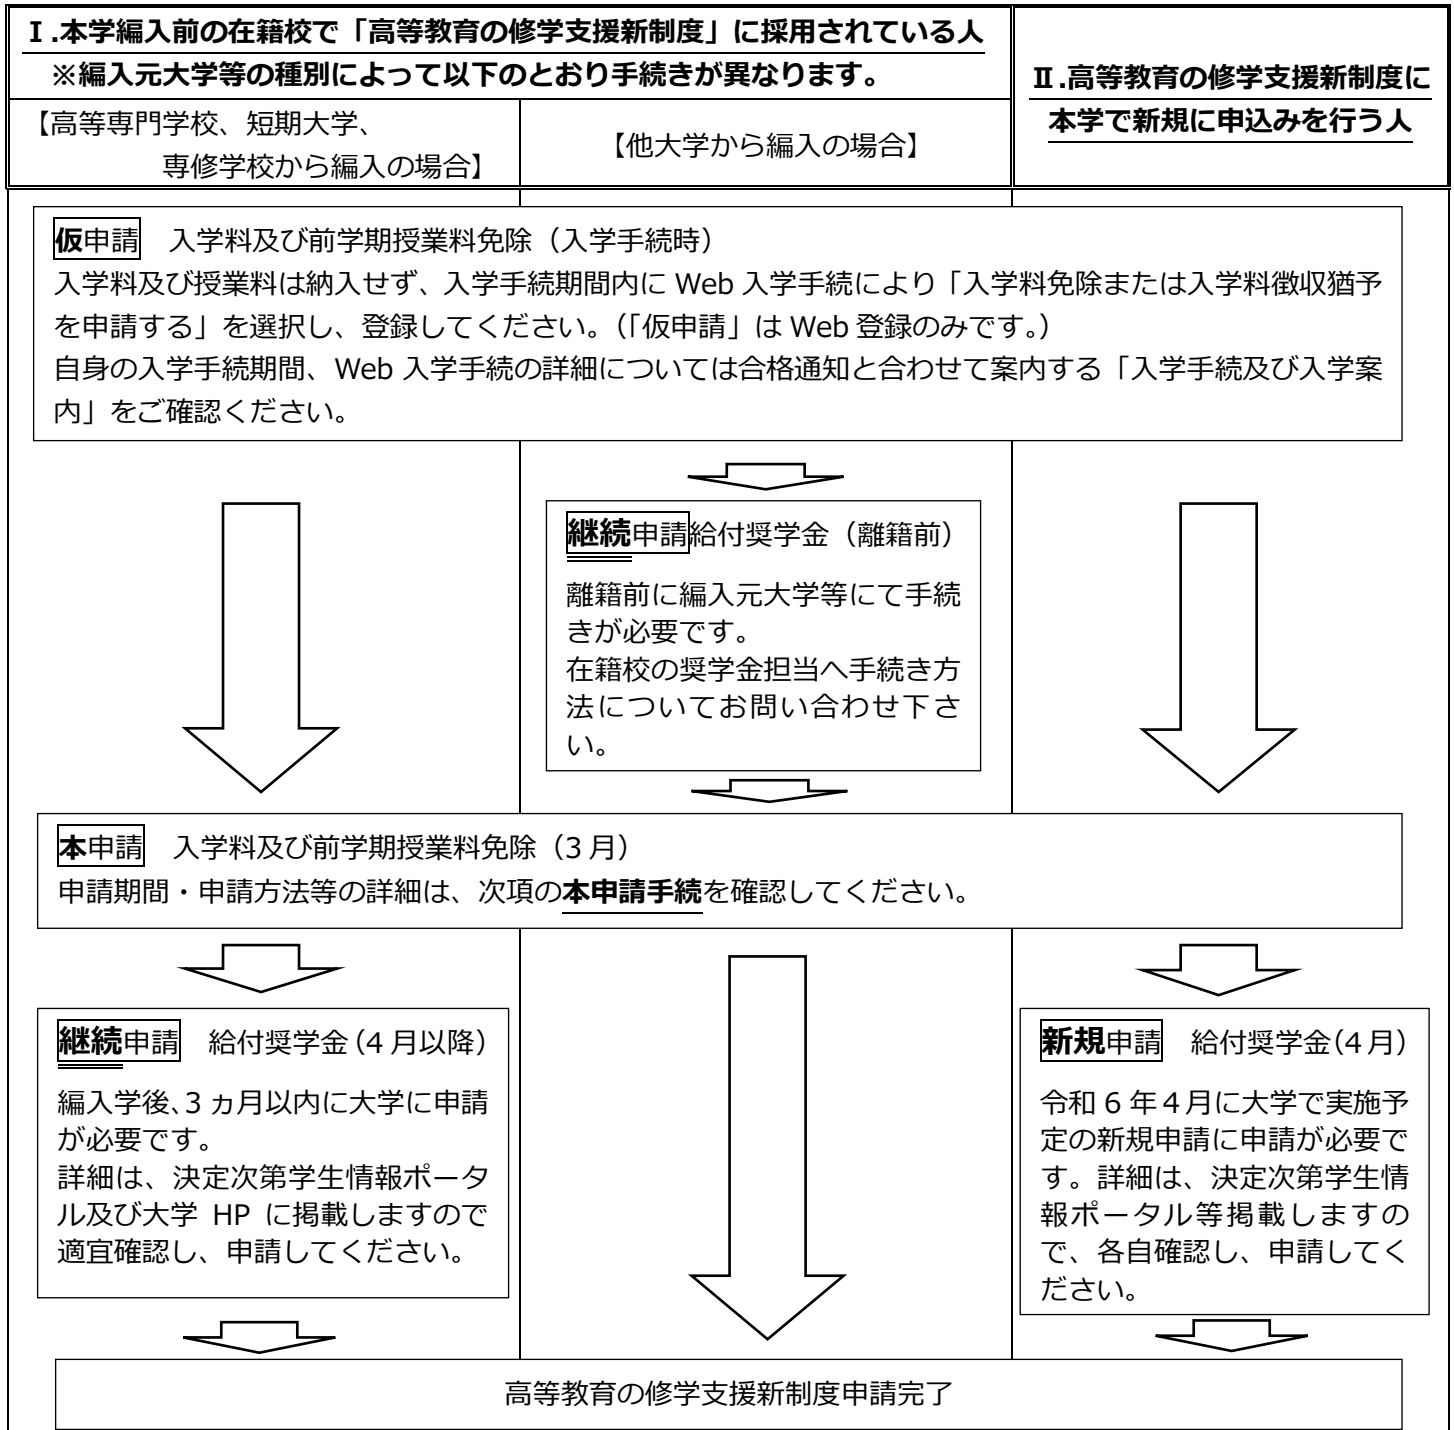 Ⅰ.本学編入前の在籍校で「高等教育の修学支援新制度」に採用されている人
※編入元大学等の種別によって以下のとおり手続きが異なります。
Ⅱ.高等教育の修学支援新制度に
本学で新規に申込みを行う人
【高等専門学校、短期大学、
専修学校から編入の場合】
【他大学から編入の場合】
仮申請　入学料及び前学期授業料免除（入学手続時）
入学料及び授業料は納入せず、入学手続期間内に Web 入学手続により「入学料免除または入学料徴収猶予
を申請する」を選択し、登録してください。（「仮申請」は Web 登録のみです。）
自身の入学手続期間、Web 入学手続の詳細については合格通知と合わせて案内する「入学手続及び入学案
内」をご確認ください。
継続申請給付奨学金（離籍前）
離籍前に編入元大学等にて手続
きが必要です。
在籍校の奨学金担当へ手続き方
法についてお問い合わせ下さ
い。
本申請　入学料及び前学期授業料免除（3 月）
申請期間・申請方法等の詳細は、次項の本申請手続を確認してください。
継続申請　給付奨学金（4 月以降）
編入学後、3 ヵ月以内に大学に申請
が必要です。
詳細は、決定次第学生情報ポータ
ル及び大学 HP に掲載しますので
適宜確認し、申請してください。
新規申請　給付奨学金（4 月）
令和 6 年 4 月に大学で実施予
定の新規申請に申請が必要で
す。詳細は、決定次第学生情
報ポータル等掲載しますの
で、各自確認し、申請してく
ださい。
高等教育の修学支援新制度申請完了